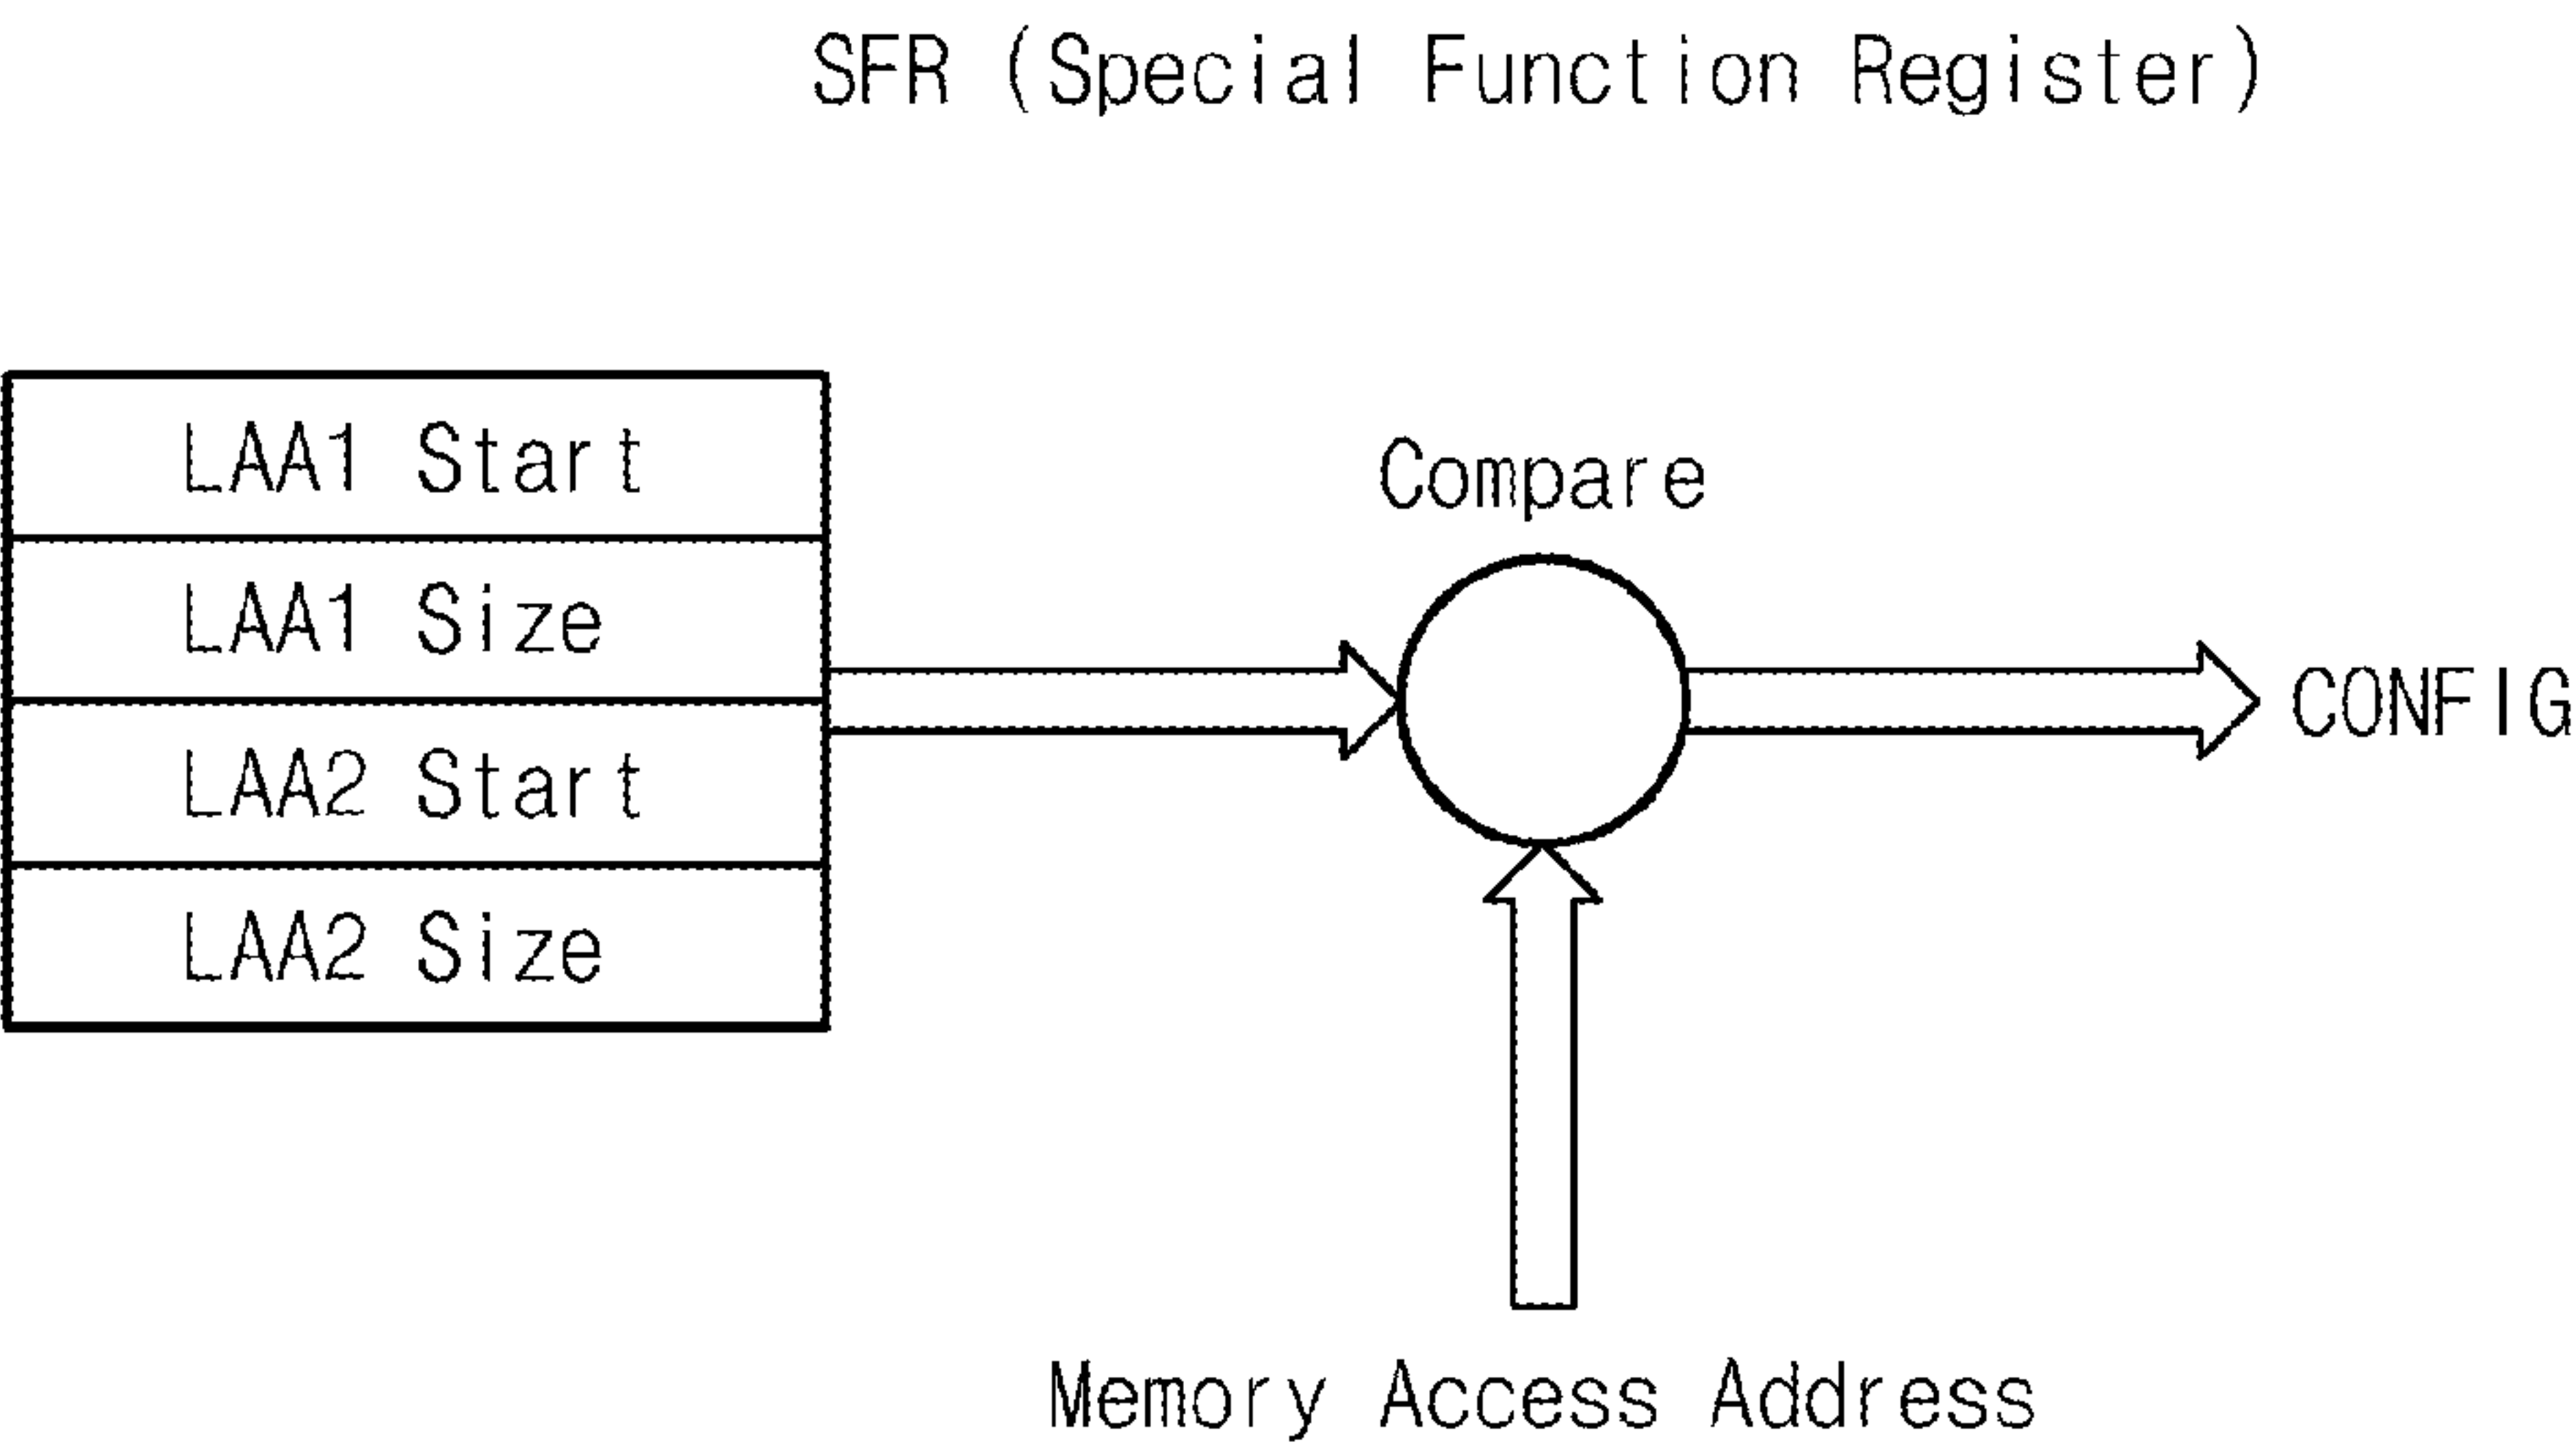 SFR (Special Function Register)
LAA1 Start
LAA1 Size
LAA2 Start
LAA2 Size
Compare
CONFIG
Memory Access Address